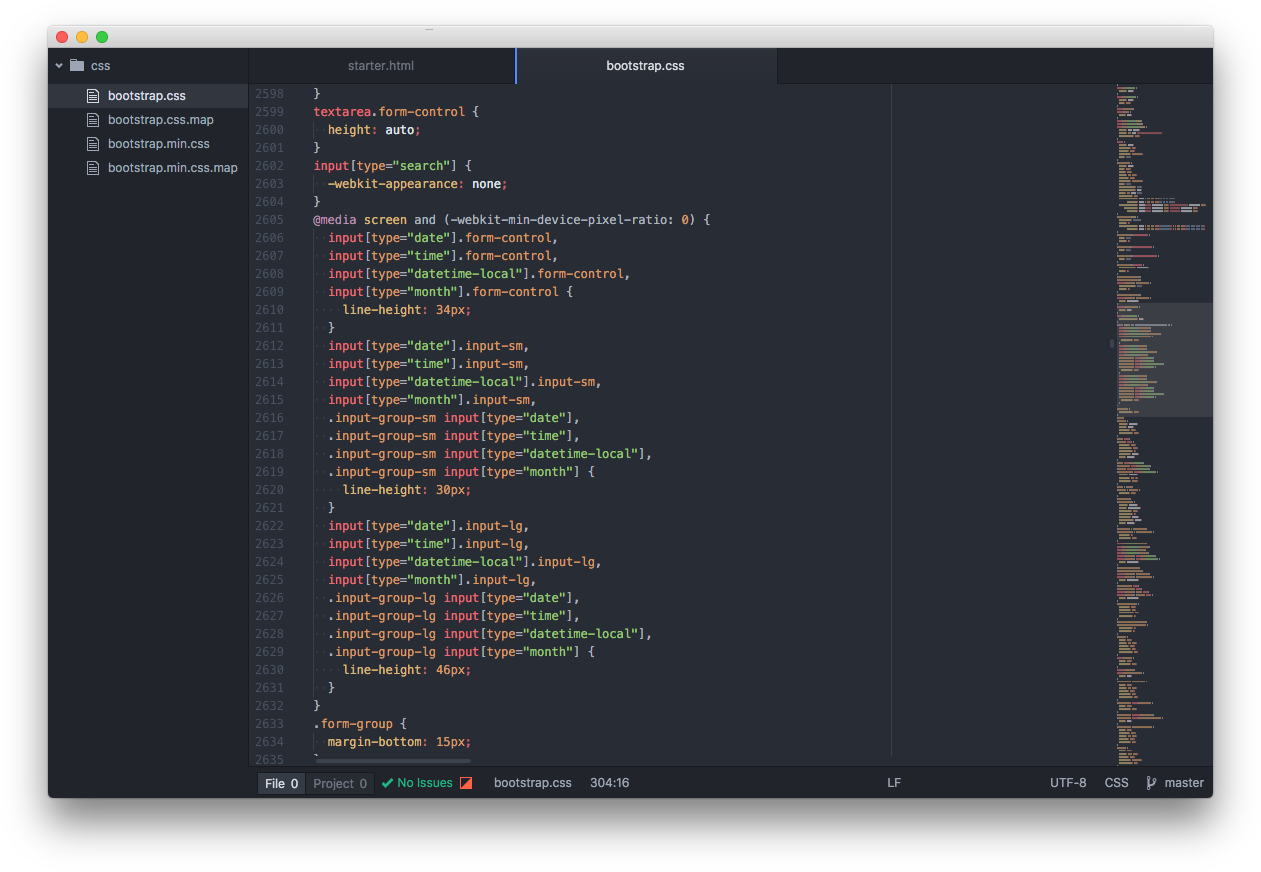 css
bootstrap.css
bootstrap.css.map
bootstrap.min.css
bootstrap.min.css.map
starter.html
bootstrap.css
2598 }
2599 textarea.form-control {
2600 height: auto;
2601 }
2602 input[type="search"] {
2603 -webkit-appearance: none;
2604 }
2605 @media screen and (-webkit-min-device-pixel-ratio: 0) {
2606 input[type="date"].form-control,
2607 input[type="time"].form-control,
2608 input[type="datetime-local"].form-control,
2609 input[type="month"].form-control {
2610 line-height: 34px;
2611 }
2612 input[type="date"].input-sm,
2613 input[type="time"].input-sm,
2614 input[type="datetime-local"].input-sm,
2615 input[type="month"].input-sm,
2616 .input-group-sm input[type="date"],
2617 .input-group-sm input[type="time"],
2618 .input-group-sm input[type="datetime-local"],
2619 .input-group-sm input[type="month"] {
2620 line-height: 30px;
2621 }
2622 input[type="date"].input-lg,
2623 input[type="time"].input-lg,
2624 input[type="datetime-local"].input-lg,
2625 input[type="month"].input-lg,
2626 .input-group-lg input[type="date"],
2627 .input-group-lg input[type="time"],
2628 .input-group-lg input[type="datetime-local"],
2629 .input-group-lg input[type="month"] {
2630 line-height: 46px;
2631 }
2632 }
2633 .form-group {
2634 margin-bottom: 15px;
2635 }
File 0 Project 0 No Issues bootstrap.css 304:16 LF UTF-8 CSS master